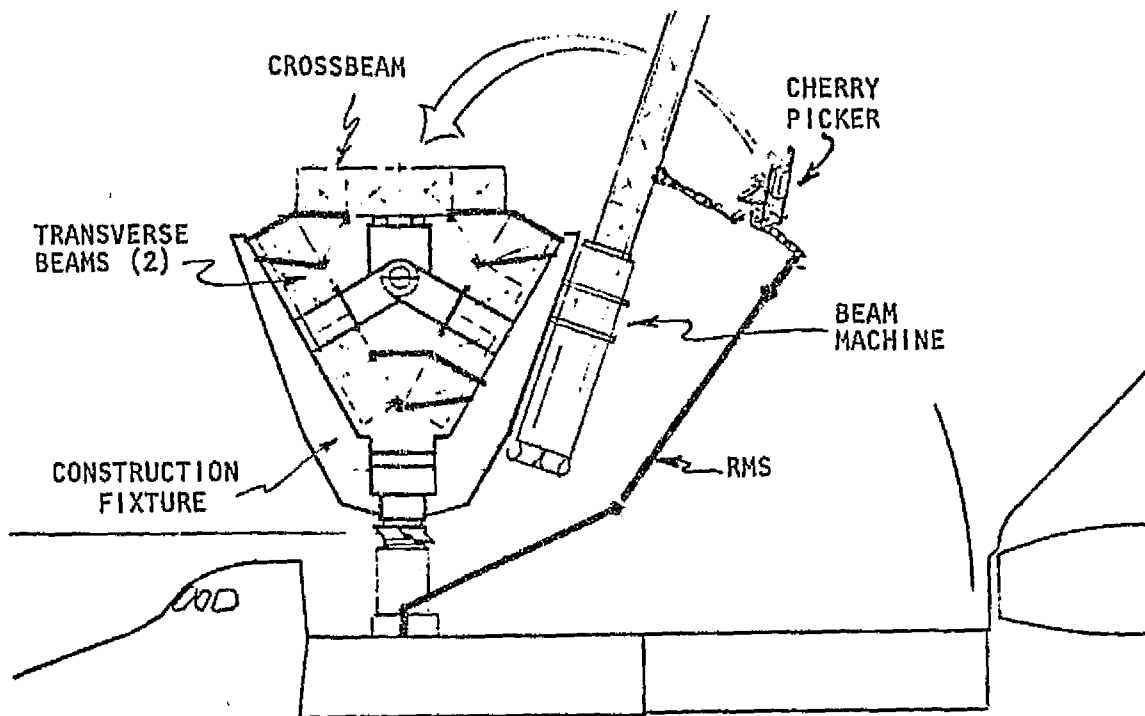 CROSSBEAM
CHERRY
PICKER
TRANSVERSE
BEAMS (2)
BEAM
MACHINE
CONSTRUCTION
FIXTURE
RMS